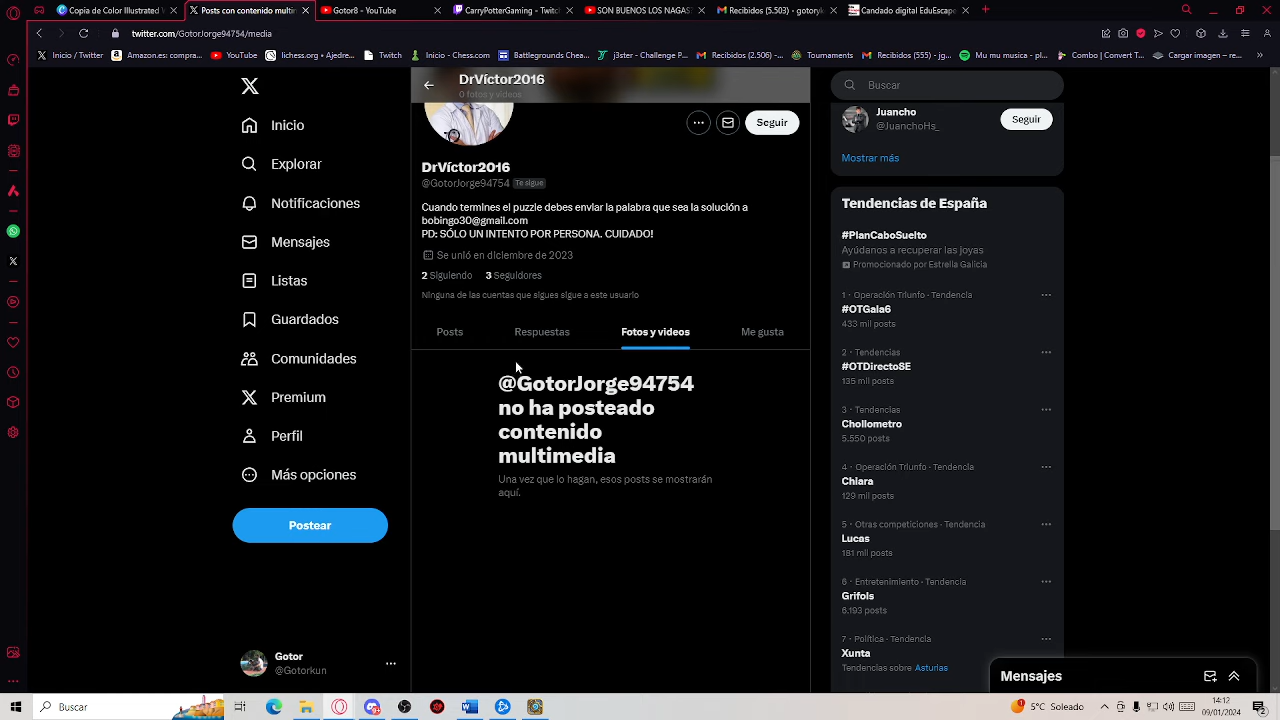 Copia de Color Illustrated W
Posts con contenido multim
Gotor8 - YouTube
CarryPotterGaming - Twitch
SON BUENOS LOS NAGAS
Recibidos (5.503) - gotoryk
Candado digital EduEscape
twitter.com/GotorJorge94754/media
Inicio / Twitter
Amazon.es: compra...
YouTube
lichess.org • Ajedre...
Twitch
Inicio - Chess.com
Battlegrounds Disc...
j3ster - Challenge P...
Recibidos (2.506) -...
Tournaments
Recibidos (555) - jg...
Mu mu musica - pl...
Combo | Convert T...
Cargar imagen – re...
Inicio
Explorar
Notificaciones
Mensajes
Listas
Guardados
Comunidades
Premium
Perfil
Más opciones
Postear
Gotor
@Gotorkun
DrVíctor2016
0 fotos y videos
Seguir
DrVíctor2016
@GotorJorge94754 Te sigue
Cuando termines el puzzle debes enviar la palabra que sea la solución a
bobingo30@gmail.com
PD: SÓLO UN INTENTO POR PERSONA. CUIDADO!
Se unió en diciembre de 2023
2 Siguiendo 3 Seguidores
Ninguna de las cuentas que sigues sigue a este usuario
Posts Respuestas Fotos y videos Me gusta
@GotorJorge94754
no ha posteado
contenido
multimedia
Una vez que lo hagan, esos posts se mostrarán
aquí.
Buscar
Juancho
@JuanchoHs_
Seguir
Mostrar más
Tendencias de España
#PlanCaboSuelto
Ayúdanos a recuperar las joyas
Promocionado por Estrella Galicia
1 · Operación Triunfo · Tendencia
#OTGala6
433 mil posts
2 · Tendencias
#OTDirectoSE
135 mil posts
3 · Tendencias
Chollometro
5.550 posts
4 · Operación Triunfo · Tendencia
Chiara
129 mil posts
5 · Otras competiciones · Tendencia
Lucas
181 mil posts
6 · Entretenimiento · Tendencia
Grifols
6.193 posts
7 · Política · Tendencia
Xunta
Tendencias sobre Asturias
Mensajes
Buscar
5°C Soleado
14:12
09/01/2024